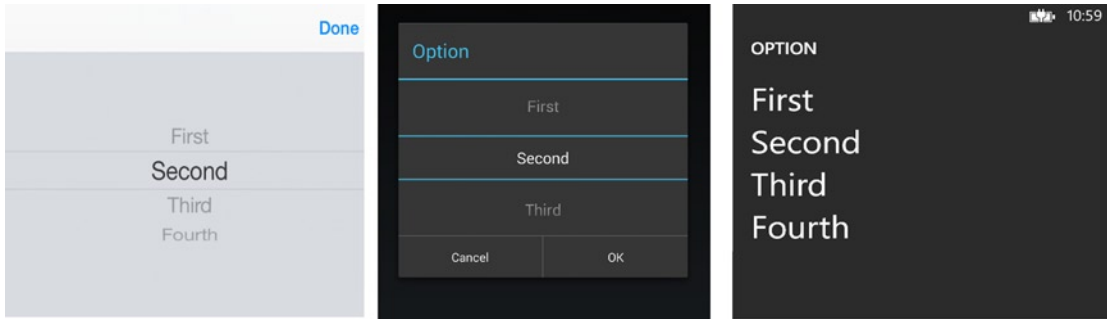 Done
First
Second
Third
Fourth
Option
First
Second
Third
Cancel OK
10:59
OPTION
First
Second
Third
Fourth